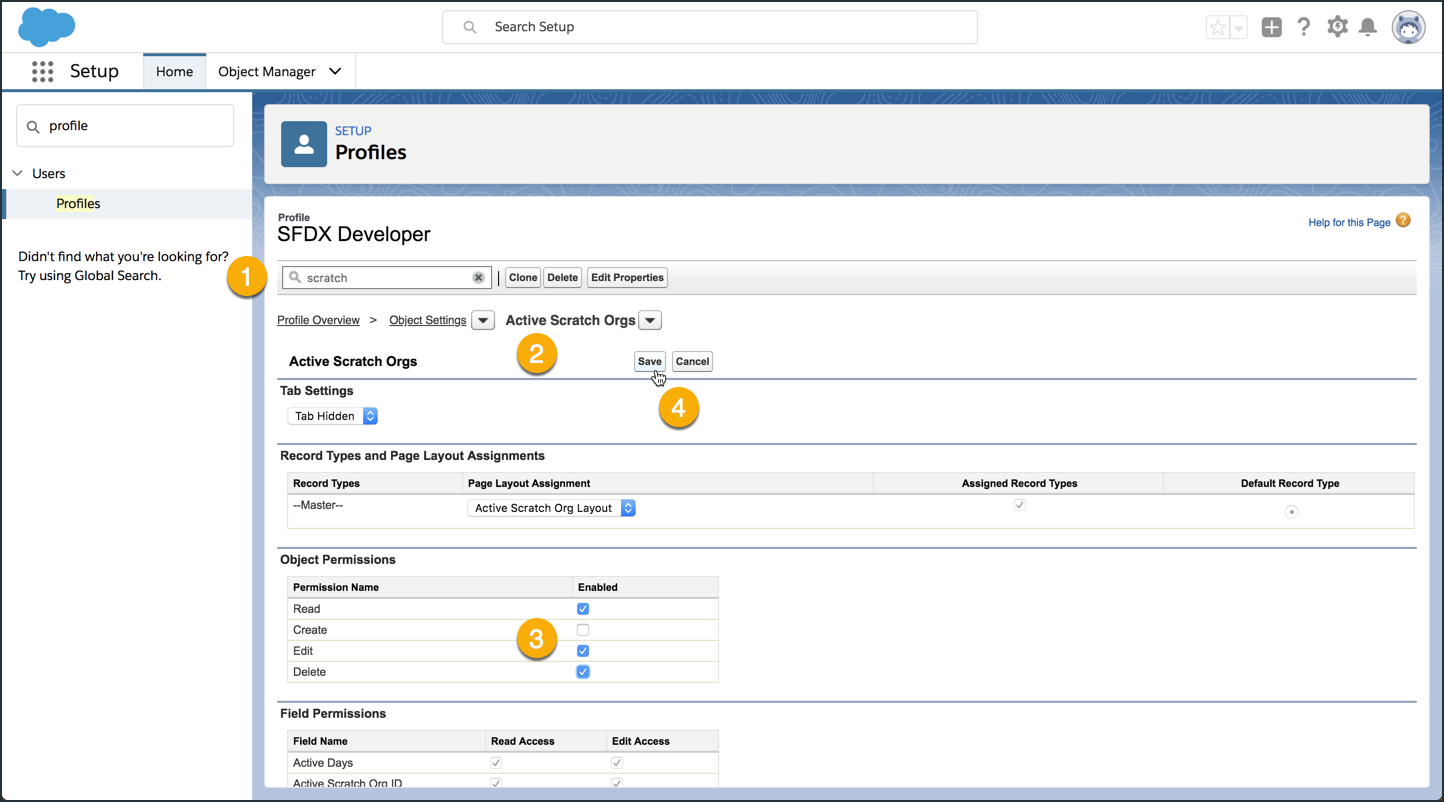 Search Setup
Setup
Home
Object Manager
profile
Users
Profiles
Didn't find what you're looking for?
Try using Global Search.
SETUP
Profiles
Profile
SFDX Developer
Help for this Page ?
1
scratch
Clone
Delete
Edit Properties
Profile Overview > Object Settings Active Scratch Orgs
2
Active Scratch Orgs
Save
Cancel
4
Tab Settings
Tab Hidden
Record Types and Page Layout Assignments
Record Types Page Layout Assignment Assigned Record Types Default Record Type
--Master-- Active Scratch Org Layout
Object Permissions
Permission Name Enabled
Read
Create
3
Edit
Delete
Field Permissions
Field Name Read Access Edit Access
Active Days
Active Scratch Org ID